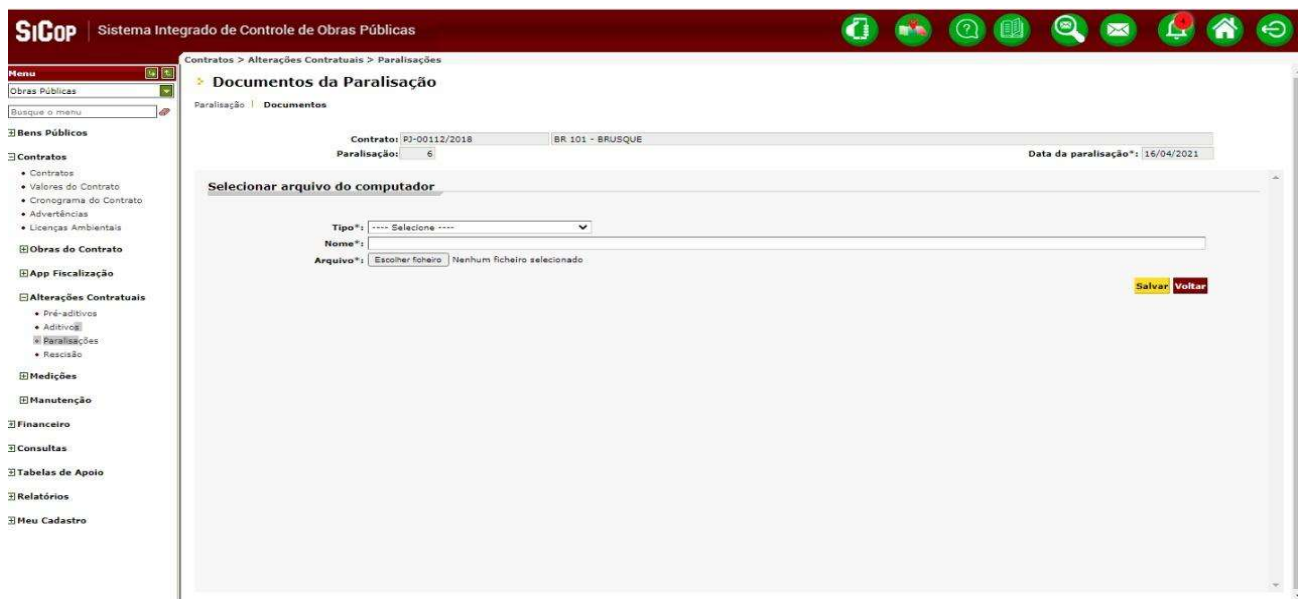 SICOP Sistema Integrado de Controle de Obras Públicas
Contratos > Alterações Contratuais > Paralisações
Menu
Obras Públicas
Busque o menu
Bens Públicos
Contratos
Contratos
Valores do Contrato
Cronograma do Contrato
Advertências
Licenças Ambientais
Obras do Contrato
App Fiscalização
Alterações Contratuais
Pré-aditivos
Aditivos
Paralisações
Rescisão
Medições
Manutenção
Financeiro
Consultas
Tabelas de Apoio
Relatórios
Meu Cadastro
Documentos da Paralisação
Paralisação | Documentos
Contrato: PJ-00112/2018 BR 101 - BRUSQUE
Paralisação: 6 Data da paralisação*: 16/04/2021
Selecionar arquivo do computador
Tipo*: ---- Selecione ----
Nome*:
Arquivo*: Escolher ficheiro Nenhum ficheiro selecionado
Salvar Voltar